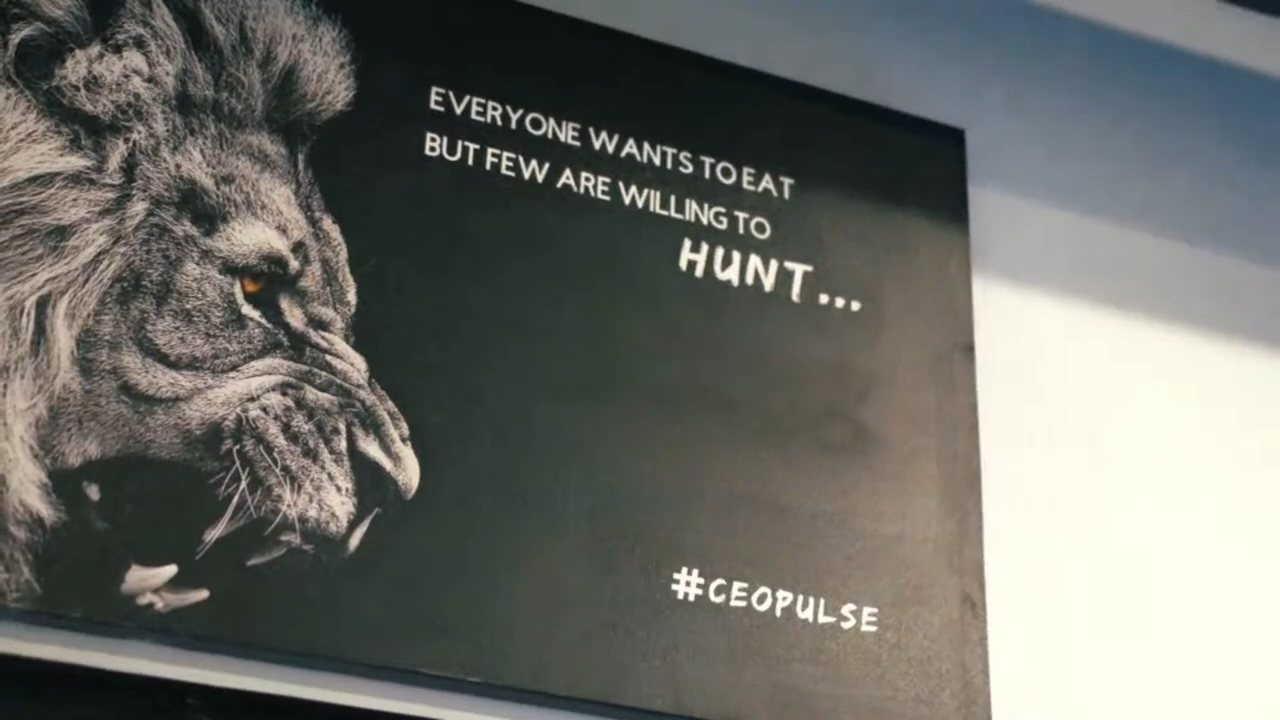 EVERYONE WANTS TO EAT
BUT FEW ARE WILLING TO
HUNT...
#CEOPULSE